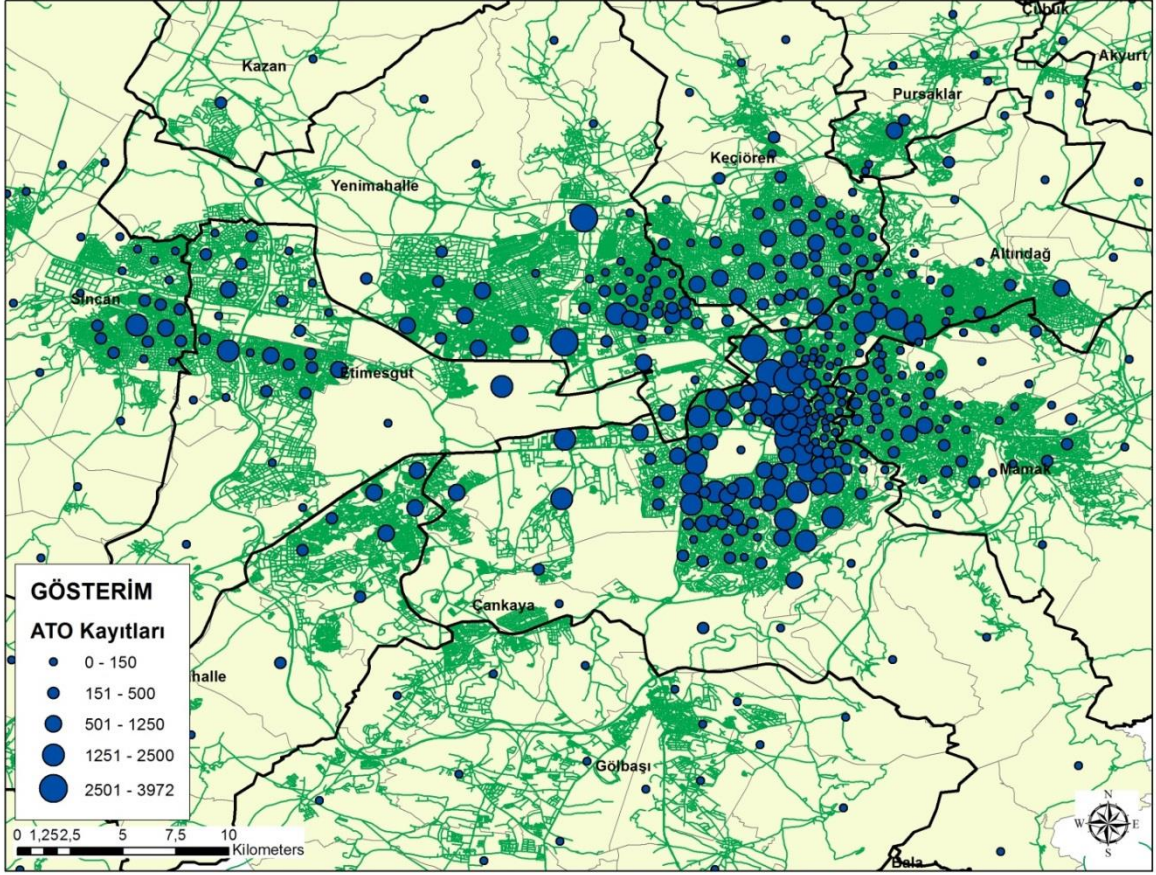 Çubuk
Akyurt
Kazan
Pursaklar
Keçiören
Yenimahalle
Altındağ
Sincan
Etimesgut
Mamak
Çankaya
halle
Gölbaşı
Bala
GÖSTERİM
ATO Kayıtları
0 - 150
151 - 500
501 - 1250
1251 - 2500
2501 - 3972
0 1,252,5 5 7,5 10
Kilometers
N
W E
S